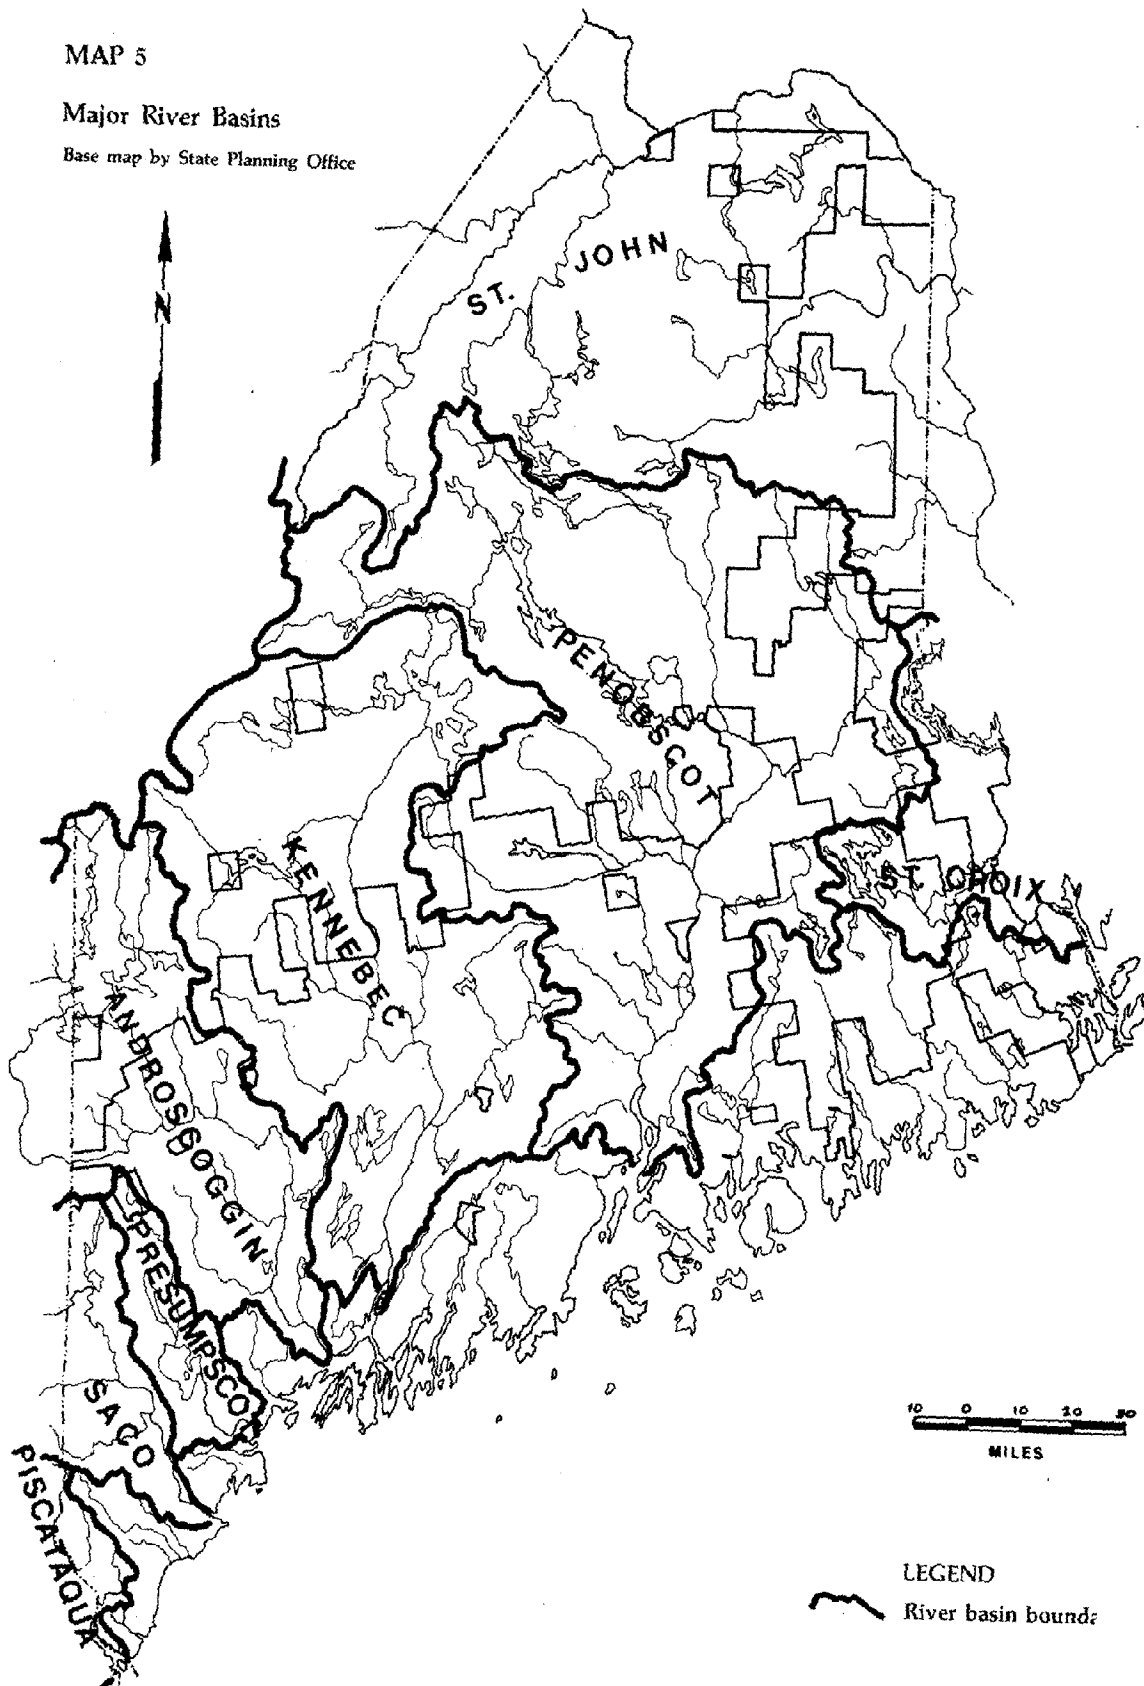 MAP 5
Major River Basins
Base map by State Planning Office
N
ST. JOHN
PENOBSCOT
KENNEBEC
ST. CROIX
ANDROSCOGGIN
PRESUMPSCOT
SACO
PISCATAQUA
10 0 10 20 30
MILES
LEGEND
River basin bounda